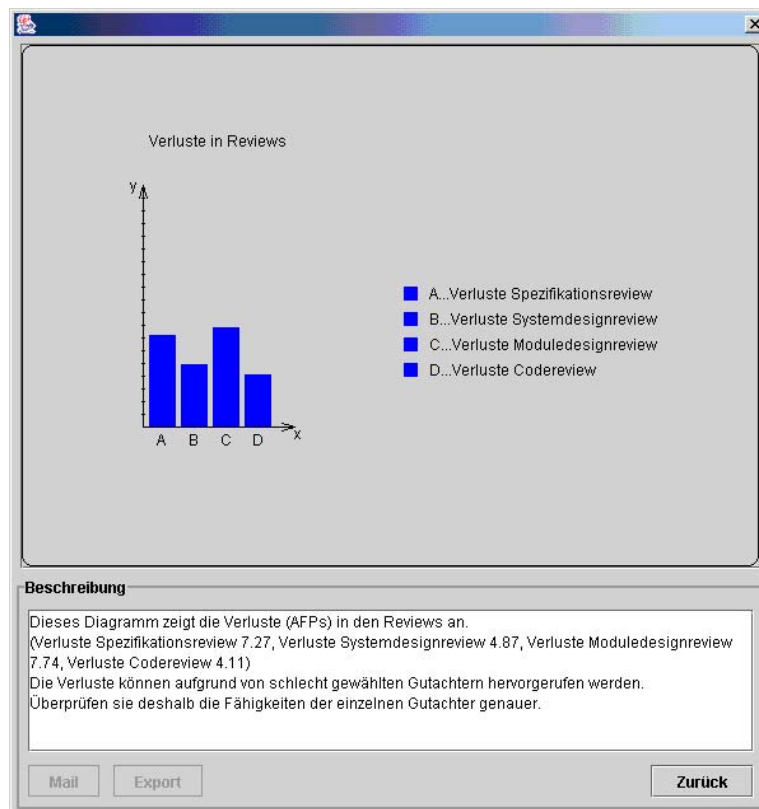 Verluste in Reviews
y
A...Verluste Spezifikationsreview
B...Verluste Systemdesignreview
C...Verluste Moduledesignreview
D...Verluste Codereview
A B C D x
Beschreibung
Dieses Diagramm zeigt die Verluste (AFPs) in den Reviews an.
(Verluste Spezifikationsreview 7.27, Verluste Systemdesignreview 4.87, Verluste Moduledesignreview
7.74, Verluste Codereview 4.11)
Die Verluste können aufgrund von schlecht gewählten Gutachtern hervorgerufen werden.
Überprüfen sie deshalb die Fähigkeiten der einzelnen Gutachter genauer.
Mail Export Zurück